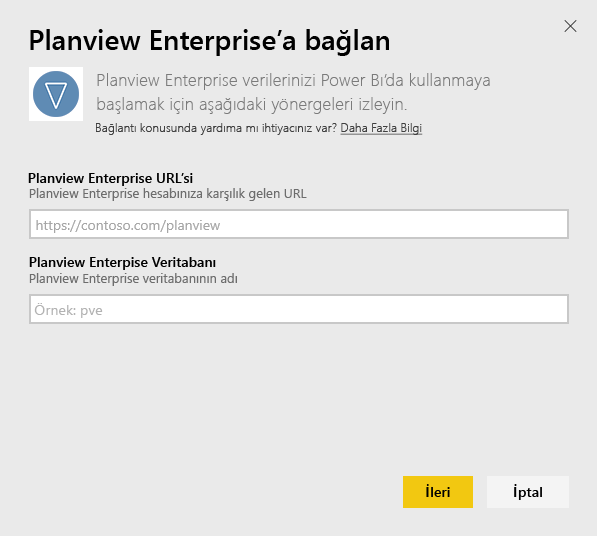 Planview Enterprise’a bağlan
Planview Enterprise verilerinizi Power Bı’da kullanmaya
başlamak için aşağıdaki yönergeleri izleyin.
Bağlantı konusunda yardıma mı ihtiyacınız var? Daha Fazla Bilgi
Planview Enterprise URL’si
Planview Enterprise hesabınıza karşılık gelen URL
https://contoso.com/planview
Planview Enterpise Veritabanı
Planview Enterprise veritabanının adı
Örnek: pve
İleri İptal